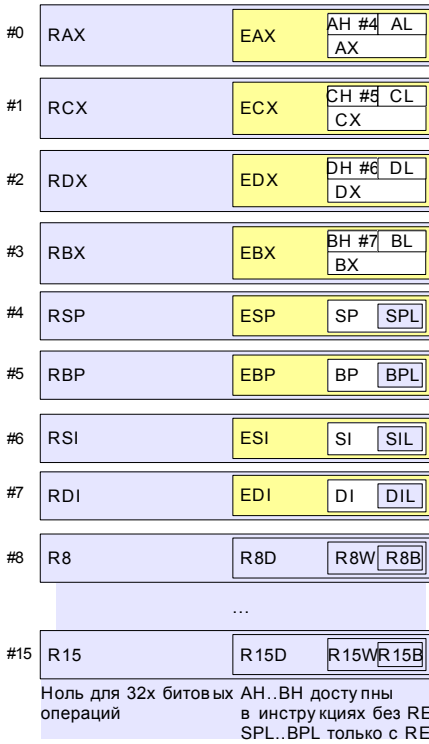 #0 RAX EAX AH #4 AL
AX
#1 RCX ECX CH #5 CL
CX
#2 RDX EDX DH #6 DL
DX
#3 RBX EBX BH #7 BL
BX
#4 RSP ESP SP SPL
#5 RBP EBP BP BPL
#6 RSI ESI SI SIL
#7 RDI EDI DI DIL
#8 R8 R8D R8W R8B
...
#15 R15 R15D R15W R15B
Ноль для 32х битовых AH..BH доступны
операций в инструкциях без RE
SPL..BPL только с RE